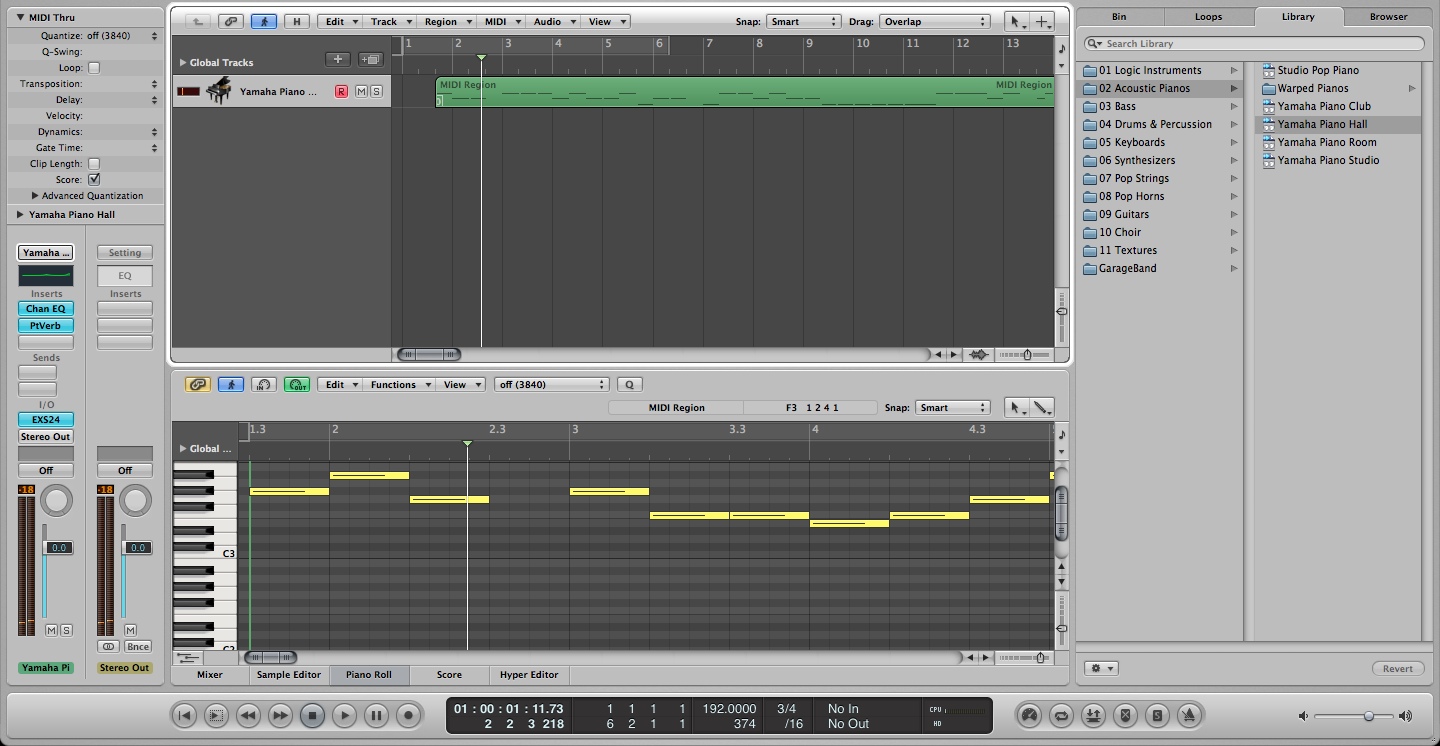 MIDI Thru
Quantize: off (3840)
Q-Swing:
Loop:
Transposition:
Delay:
Velocity:
Dynamics:
Gate Time:
Clip Length:
Score:
Advanced Quantization
Yamaha Piano Hall
Yamaha ... Setting
EQ
Inserts Inserts
Chan EQ
PtVerb
Sends
I/O
EXS24
Stereo Out
Off Off
-18 -18
0.0 0.0
M S M
Bnce
Yamaha Pi Stereo Out
H Edit Track Region MIDI Audio View Snap: Smart Drag: Overlap
1 2 3 4 5 6 7 8 9 10 11 12 13
Global Tracks
Yamaha Piano ... R M S
MIDI Region MIDI Region
IN OUT Edit Functions View off (3840) Q
MIDI Region F3 1 2 4 1 Snap: Smart
1.3 2 2.3 3 3.3 4 4.3
Global ...
C3
C2
Mixer Sample Editor Piano Roll Score Hyper Editor
Bin Loops Library Browser
Search Library
01 Logic Instruments
02 Acoustic Pianos
03 Bass
04 Drums & Percussion
05 Keyboards
06 Synthesizers
07 Pop Strings
08 Pop Horns
09 Guitars
10 Choir
11 Textures
GarageBand
Studio Pop Piano
Warped Pianos
Yamaha Piano Club
Yamaha Piano Hall
Yamaha Piano Room
Yamaha Piano Studio
Revert
01 : 00 : 01 : 11.73 1 1 1 1 192.0000 3/4 No In CPU
2 2 3 218 6 2 1 1 374 /16 No Out HD
S